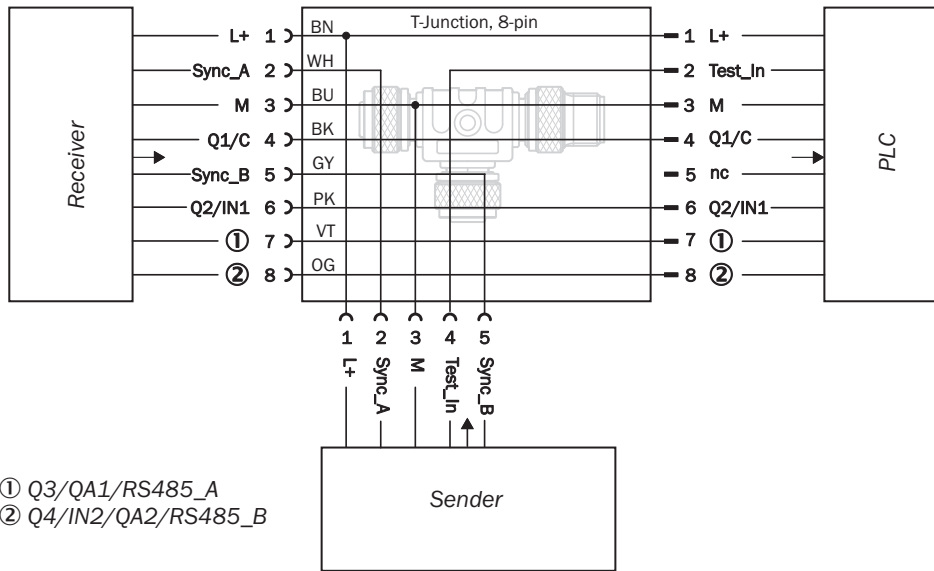 T-Junction, 8-pin
L+ 1 BN 1 L+
Sync_A 2 WH 2 Test_In
M 3 BU 3 M
Q1/C 4 BK 4 Q1/C
Sync_B 5 GY 5 nc
Q2/IN1 6 PK 6 Q2/IN1
① 7 VT 7 ①
② 8 OG 8 ②
Receiver
PLC
1 2 3 4 5
L+ Sync_A M Test_In Sync_B
Sender
① Q3/QA1/RS485_A
② Q4/IN2/QA2/RS485_B